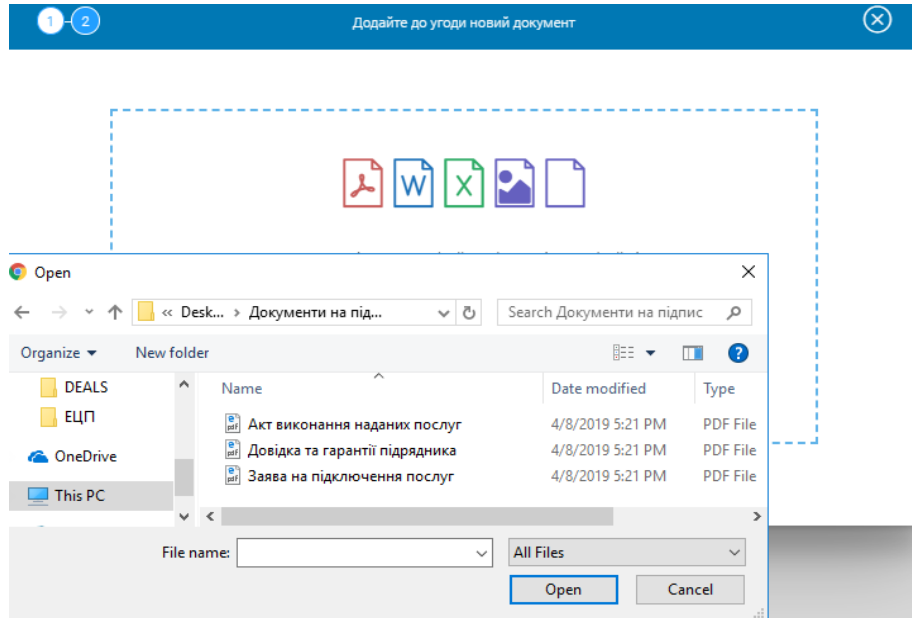 1 2 Додайте до угоди новий документ
W X
Open
« Desk... › Документи на під... Search Документи на підпис
Organize New folder ?
DEALS Name Date modified Type
ЕЦП Акт виконання наданих послуг 4/8/2019 5:21 PM PDF File
OneDrive Довідка та гарантії підрядника 4/8/2019 5:21 PM PDF File
This PC Заява на підключення послуг 4/8/2019 5:21 PM PDF File
File name: All Files
Open Cancel